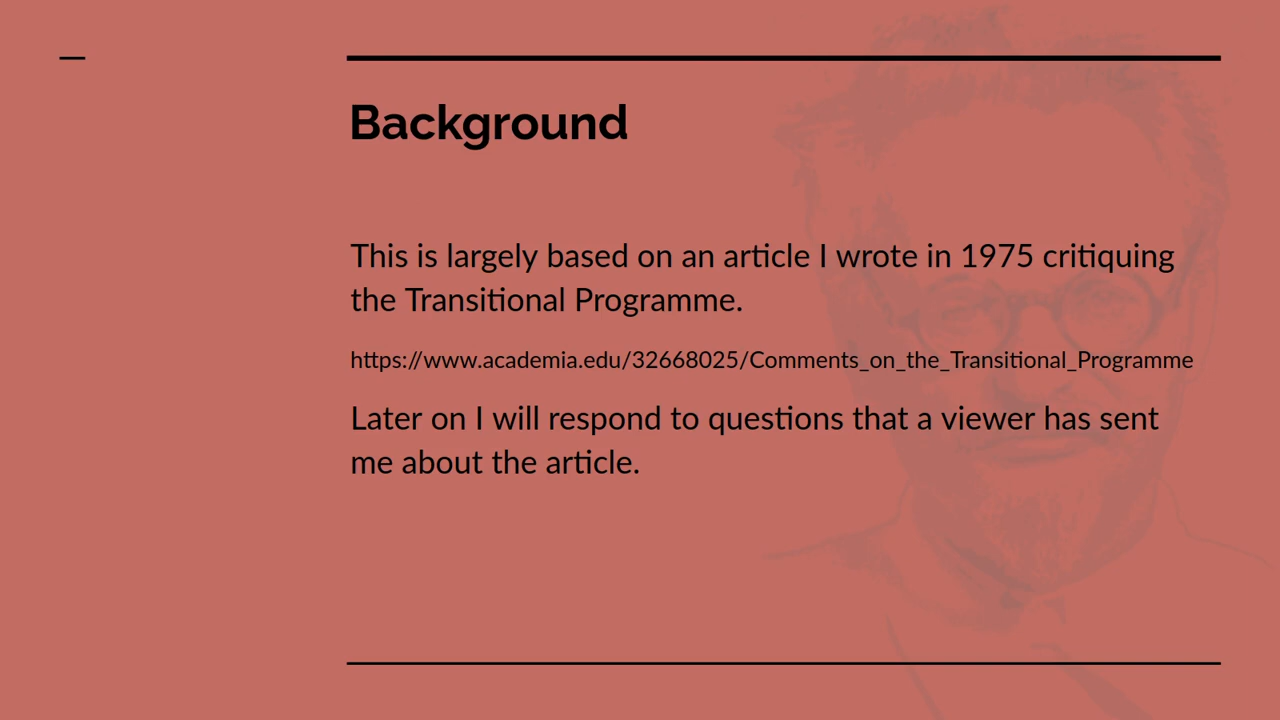 Background
This is largely based on an article I wrote in 1975 critiquing
the Transitional Programme.
https://www.academia.edu/32668025/Comments_on_the_Transitional_Programme
Later on I will respond to questions that a viewer has sent
me about the article.